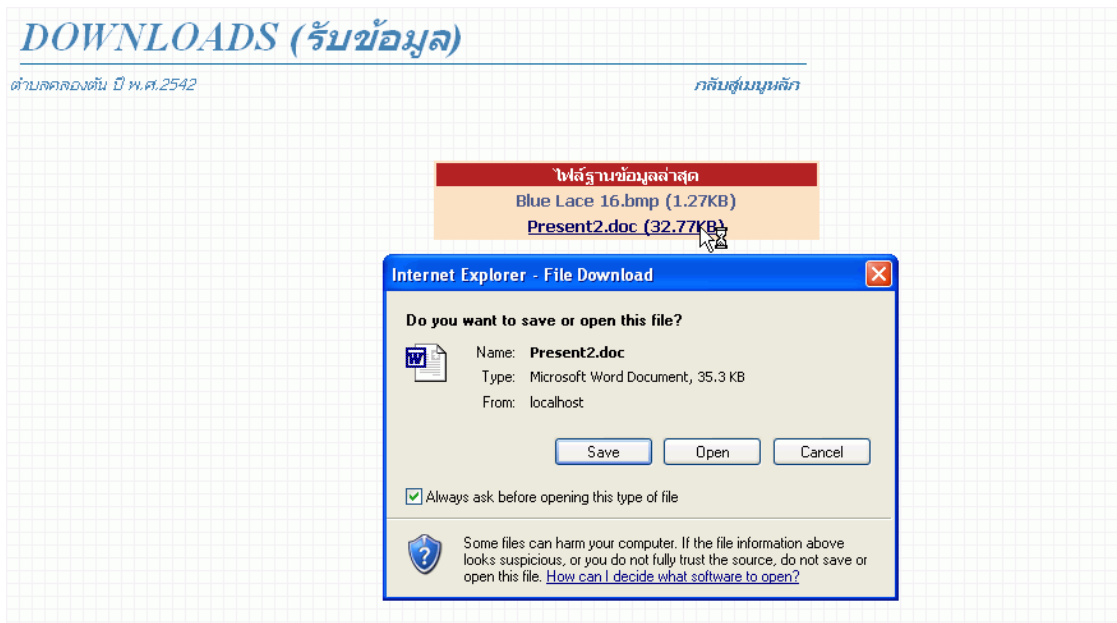 DOWNLOADS (รับข้อมูล)
ตำบลคลองตัน ปี พ.ศ.2542 กลับสู่เมนูหลัก
ไฟล์ฐานข้อมูลล่าสุด
Blue Lace 16.bmp (1.27KB)
Present2.doc (32.77KB)
Internet Explorer - File Download
Do you want to save or open this file?
Name: Present2.doc
Type: Microsoft Word Document, 35.3 KB
From: localhost
Save Open Cancel
Always ask before opening this type of file
Some files can harm your computer. If the file information above
looks suspicious, or you do not fully trust the source, do not save or
open this file. How can I decide what software to open?